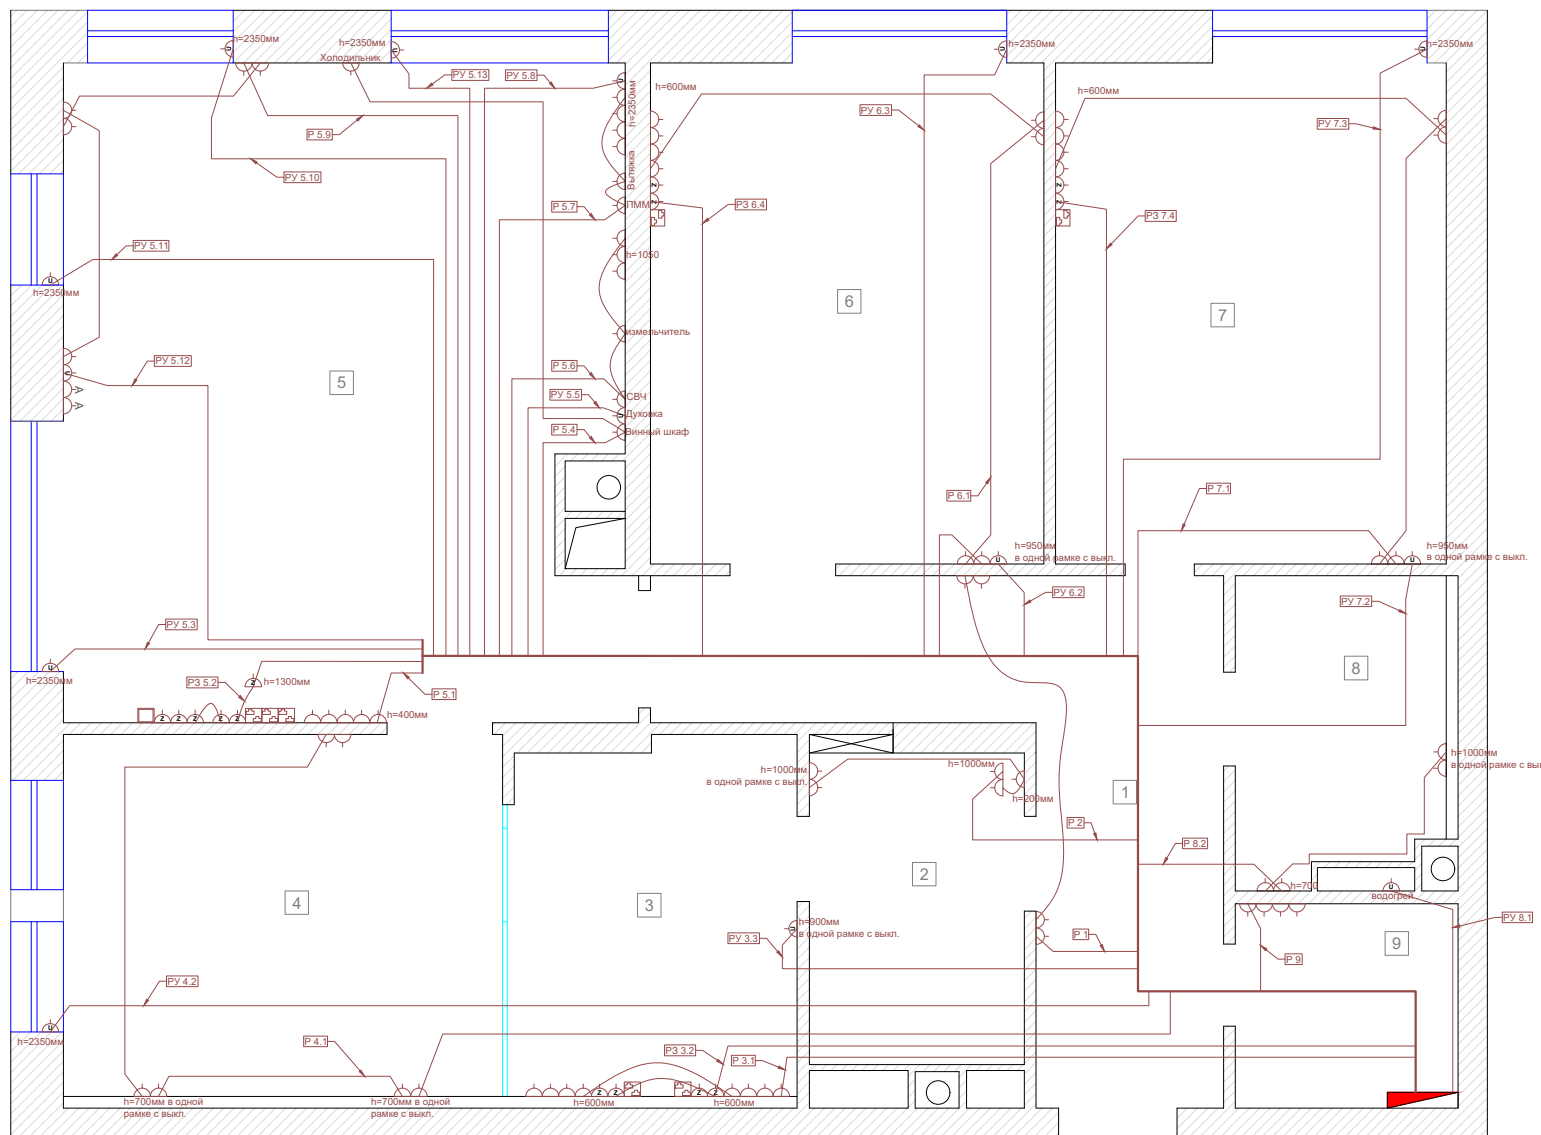 h=2350мм
h=2350мм
Холодильник
РУ 5.13
РУ 5.8
h=2350мм
h=2350мм
h=600мм
h=2350мм
h=600мм
РУ 6.3
РУ 7.3
Р 5.9
Вытяжка
РУ 5.10
Р 5.7
ПММ
РЗ 6.4
РЗ 7.4
РУ 5.11
h=1050
h=2350мм
6
7
измельчитель
РУ 5.12
Р 5.6
5
РУ 5.5
СВЧ
Духовка
Р 5.4
Винный шкаф
А
А
Р 6.1
Р 7.1
h=950мм
в одной рамке с выкл.
h=950мм
в одной рамке с выкл.
РУ 6.2
РУ 7.2
РУ 5.3
h=2350мм
РЗ 5.2
h=1300мм
Р 5.1
h=400мм
8
h=1000мм
в одной рамке с выкл.
h=1000мм
h=200мм
h=1000мм
в одной рамке с вык
1
Р 2
Р 8.2
2
h=700
водогрей
4
3
h=900мм
в одной рамке с выкл.
РУ 3.3
Р 1
Р 9
9
РУ 8.1
РУ 4.2
h=2350мм
Р 4.1
РЗ 3.2
Р 3.1
h=700мм в одной
рамке с выкл.
h=700мм в одной
рамке с выкл.
h=600мм
h=600мм